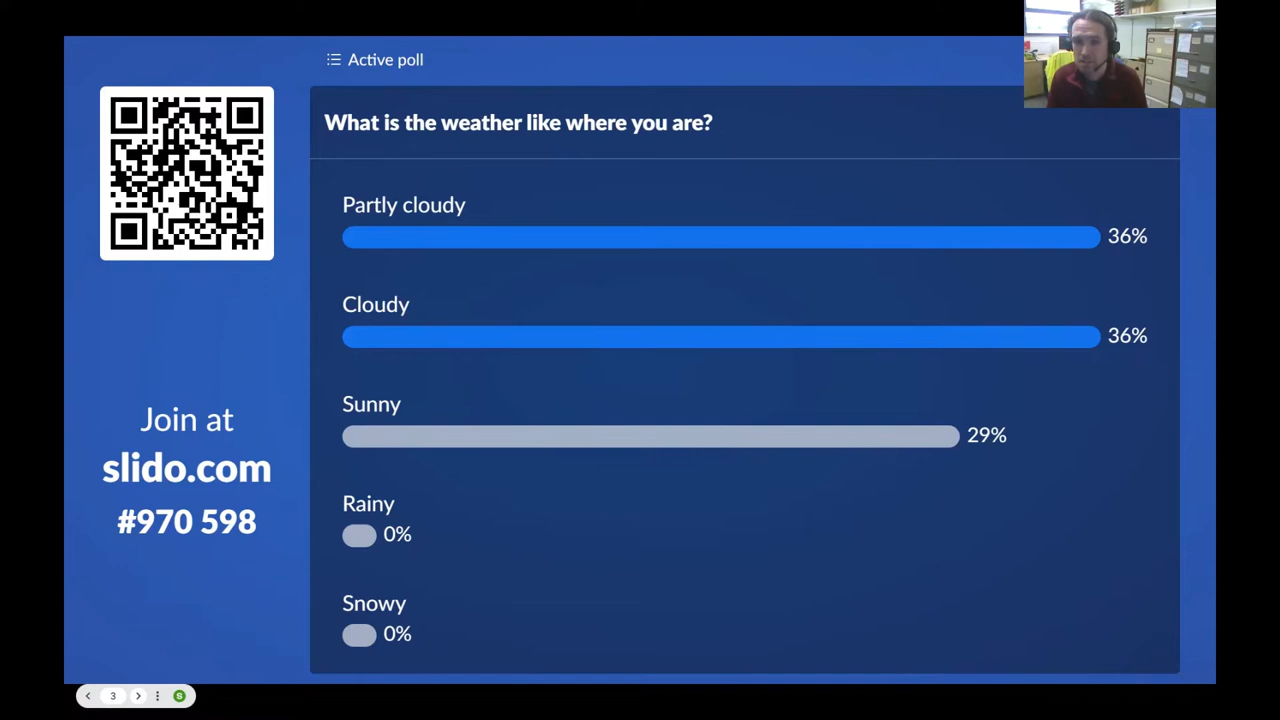 Active poll
What is the weather like where you are?
Partly cloudy
36%
Cloudy
36%
Sunny
29%
Rainy
0%
Snowy
0%
Join at
slido.com
#970 598
3
S